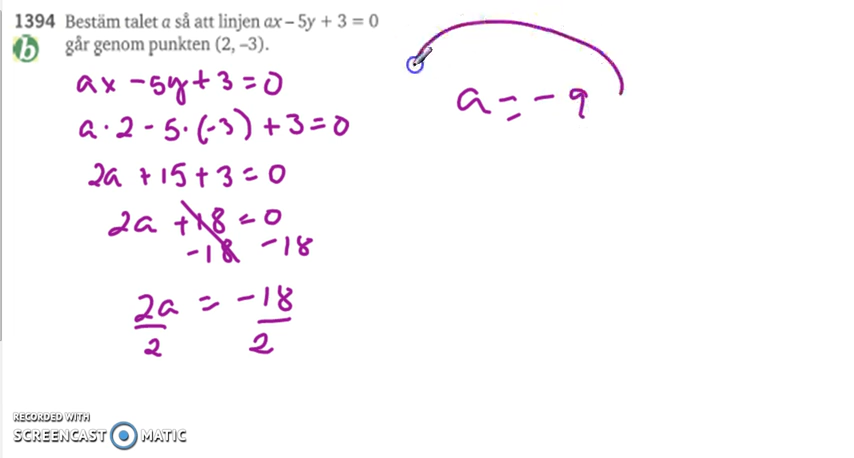 1394 Bestäm talet a så att linjen ax – 5y + 3 = 0
b går genom punkten (2, –3).
ax - 5y + 3 = 0
a · 2 - 5 · (-3) + 3 = 0
2a + 15 + 3 = 0
2a + 18 = 0
-18 -18
2a = -18
2 2
a = - 9
RECORDED WITH
SCREENCAST MATIC